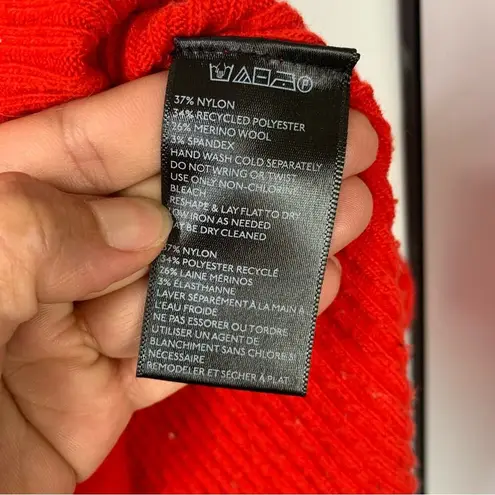 37% NYLON
34% RECYCLED POLYESTER
26% MERINO WOOL
3% SPANDEX
HAND WASH COLD SEPARATELY
DO NOT WRING OR TWIST
USE ONLY NON-CHLORINE
BLEACH
RESHAPE & LAY FLAT TO DRY
LOW IRON AS NEEDED
MAY BE DRY CLEANED
37% NYLON
34% POLYESTER RECYCLÉ
26% LAINE MÉRINOS
3% ÉLASTHANNE
LAVER SÉPARÉMENT À LA MAIN À
L'EAU FROIDE
NE PAS ESSORER OU TORDRE
UTILISER UN AGENT DE
BLANCHIMENT SANS CHLORE SI
NÉCESSAIRE
REMODELER ET SÉCHER À PLAT
P